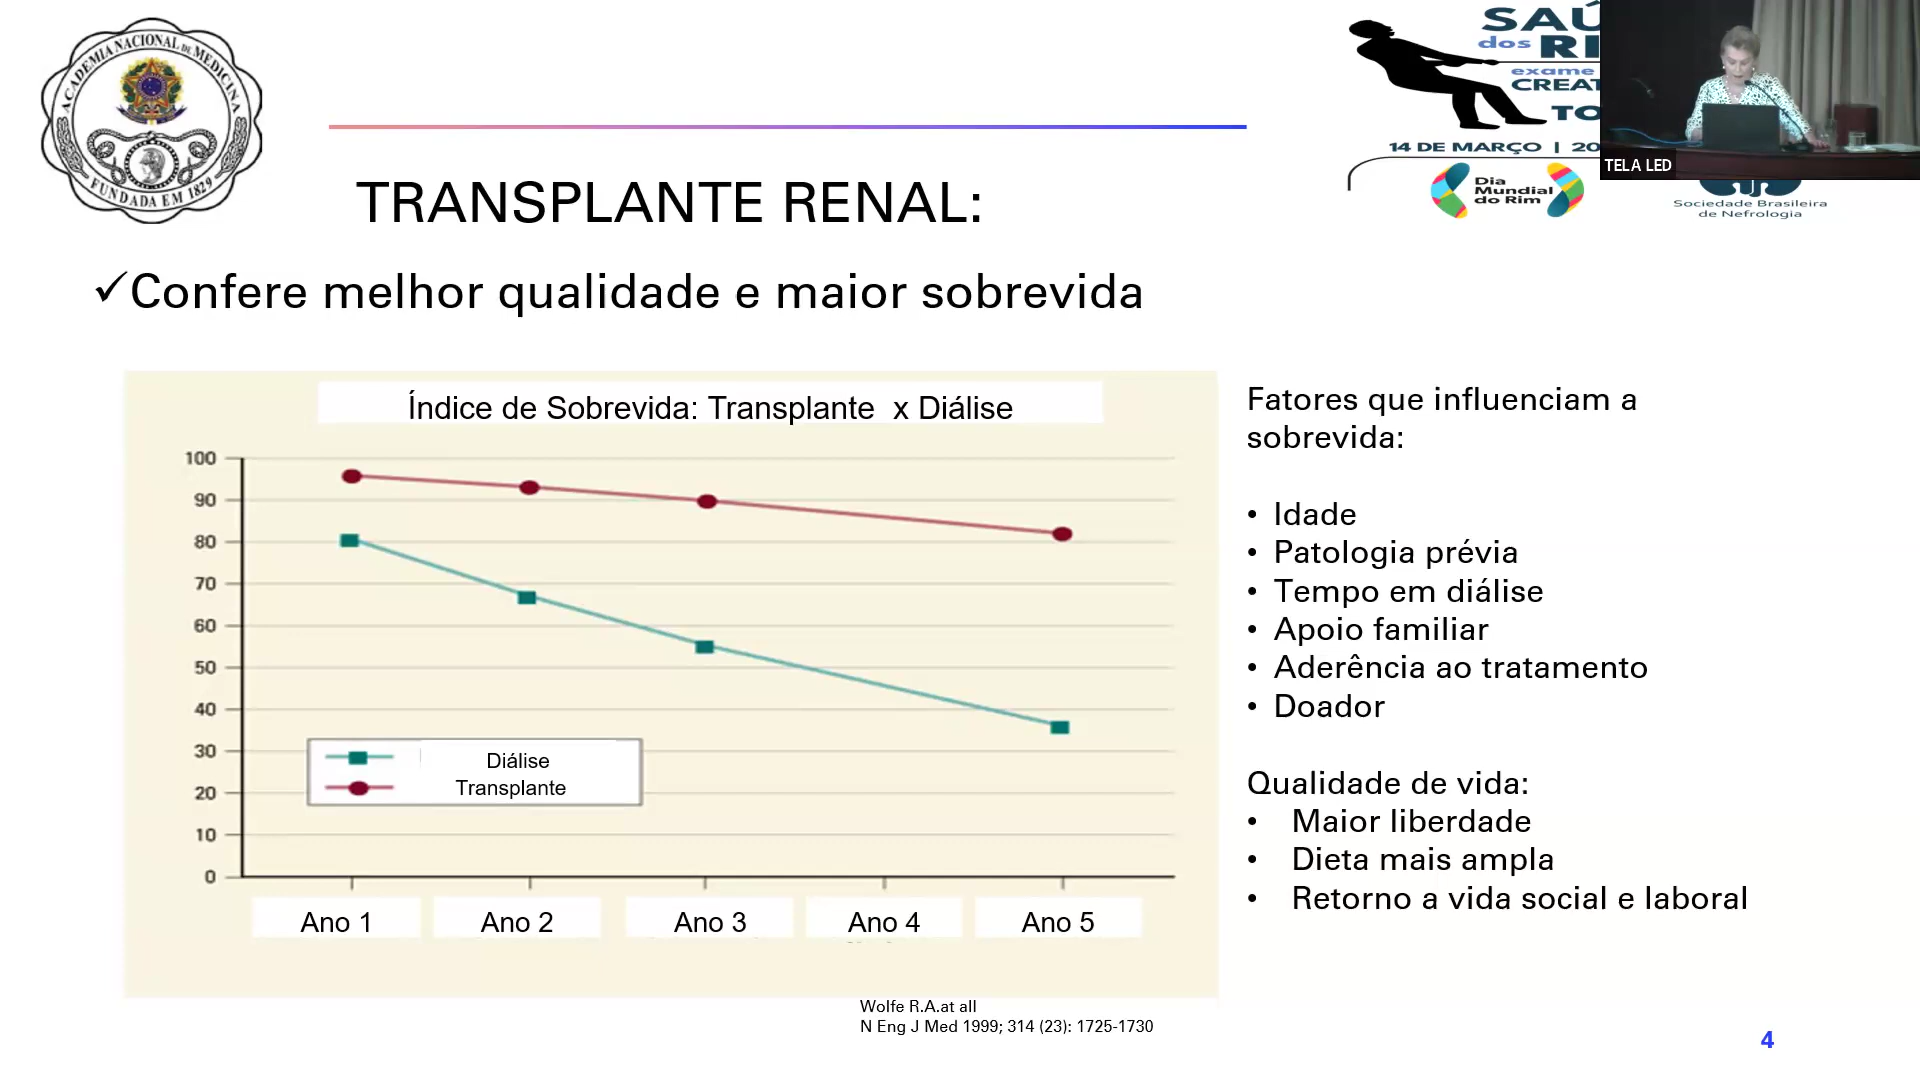 ACADEMIA NACIONAL DE MEDICINA
FUNDADA EM 1829
SAÚ
dos RI
exame
CREAT
TO
14 DE MARÇO | 20
Dia
Mundial
do Rim
TELA LED
Sociedade Brasileira
de Nefrologia
TRANSPLANTE RENAL:
✓Confere melhor qualidade e maior sobrevida
Índice de Sobrevida: Transplante x Diálise
100
90
80
70
60
50
40
30
20
10
0
Diálise
Transplante
Ano 1 Ano 2 Ano 3 Ano 4 Ano 5
Fatores que influenciam a
sobrevida:
• Idade
• Patologia prévia
• Tempo em diálise
• Apoio familiar
• Aderência ao tratamento
• Doador
Qualidade de vida:
• Maior liberdade
• Dieta mais ampla
• Retorno a vida social e laboral
Wolfe R.A.at all
N Eng J Med 1999; 314 (23): 1725-1730
4